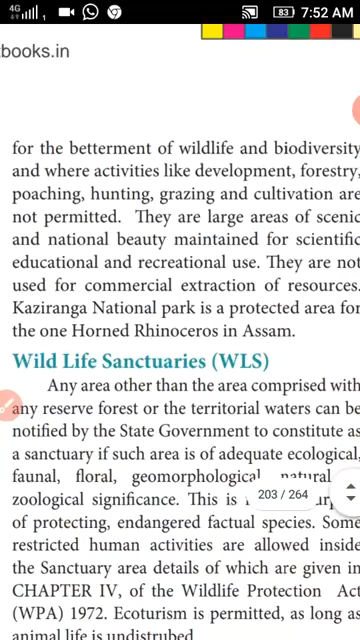 4G
1
83
7:52 AM
tbooks.in
for the betterment of wildlife and biodiversity
and where activities like development, forestry,
poaching, hunting, grazing and cultivation are
not permitted. They are large areas of scenic
and national beauty maintained for scientific
educational and recreational use. They are not
used for commercial extraction of resources.
Kaziranga National park is a protected area for
the one Horned Rhinoceros in Assam.
Wild Life Sanctuaries (WLS)
Any area other than the area comprised with
any reserve forest or the territorial waters can be
notified by the State Government to constitute as
a sanctuary if such area is of adequate ecological,
faunal, floral, geomorphological, natural
zoological significance. This is
203 / 264
of protecting, endangered factual species. Some
restricted human activities are allowed inside
the Sanctuary area details of which are given in
CHAPTER IV, of the Wildlife Protection Act
(WPA) 1972. Ecoturism is permitted, as long as
animal life is undistrubed